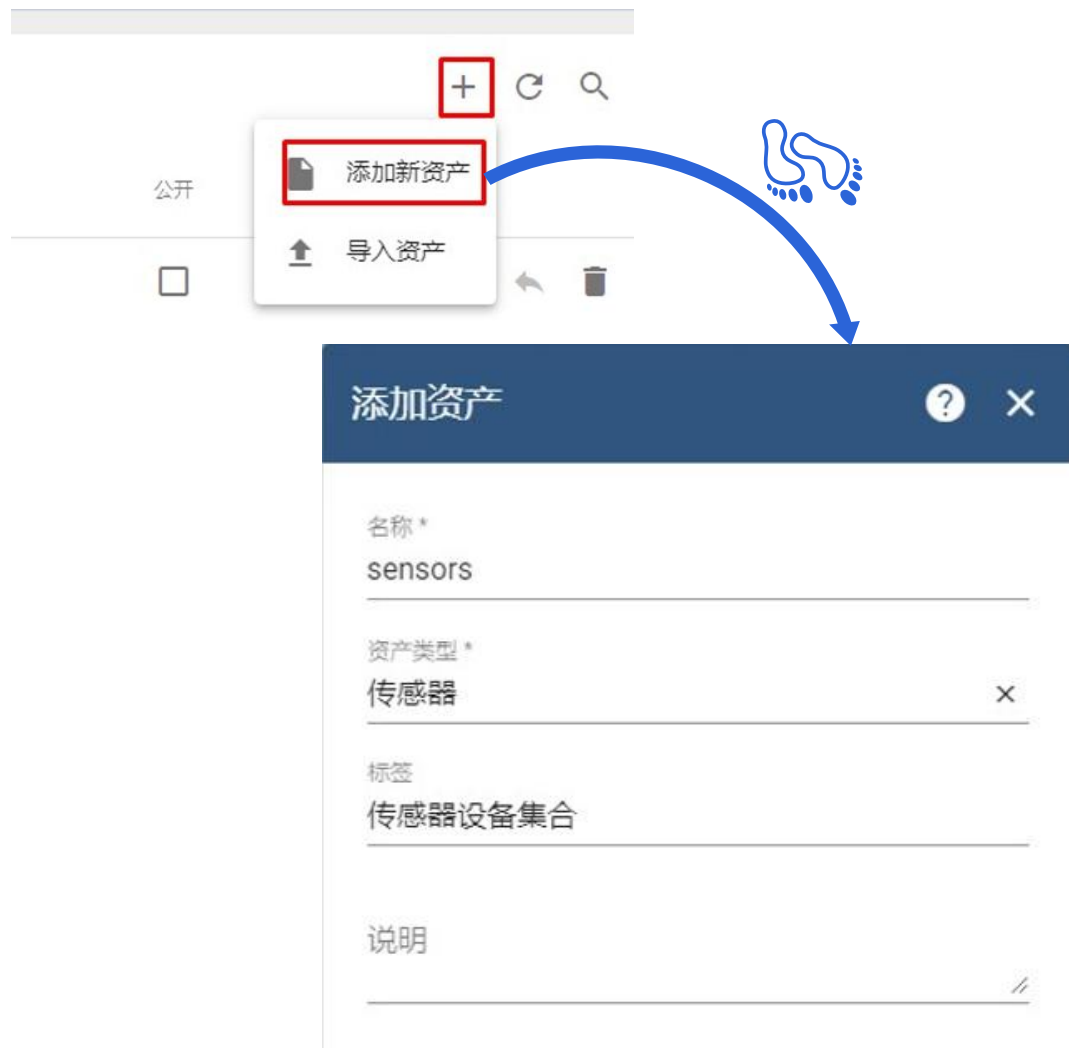 添加新资产
公开
导入资产
添加资产
名称 *
sensors
资产类型 *
传感器
标签
传感器设备集合
说明